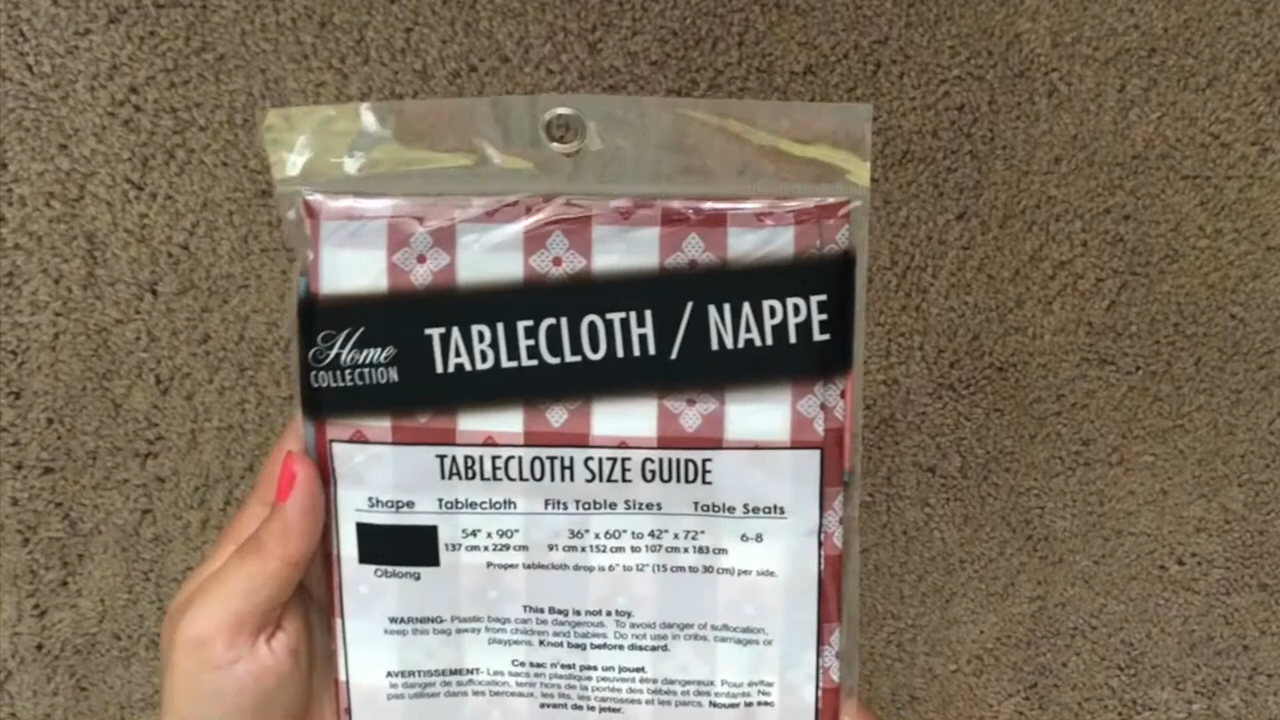 Home
COLLECTION
TABLECLOTH / NAPPE
TABLECLOTH SIZE GUIDE
Shape Tablecloth Fits Table Sizes Table Seats
54" x 90" 36" x 60" to 42" x 72" 6-8
137 cm x 229 cm 91 cm x 152 cm to 107 cm x 183 cm
Oblong
Proper tablecloth drop is 6" to 12" (15 cm to 30 cm) per side.
This Bag is not a toy.
WARNING- Plastic bags can be dangerous. To avoid danger of suffocation,
keep this bag away from children and babies. Do not use in cribs, carriages or
playpens. Knot bag before discard.
Ce sac n'est pas un jouet.
AVERTISSEMENT- Les sacs en plastique peuvent être dangereux. Pour éviter
le danger de suffocation, tenir hors de la portée des bébés et des enfants. Ne
pas utiliser dans les berceaux, les lits, les carrosses et les parcs. Nouer le sac
avant de le jeter.